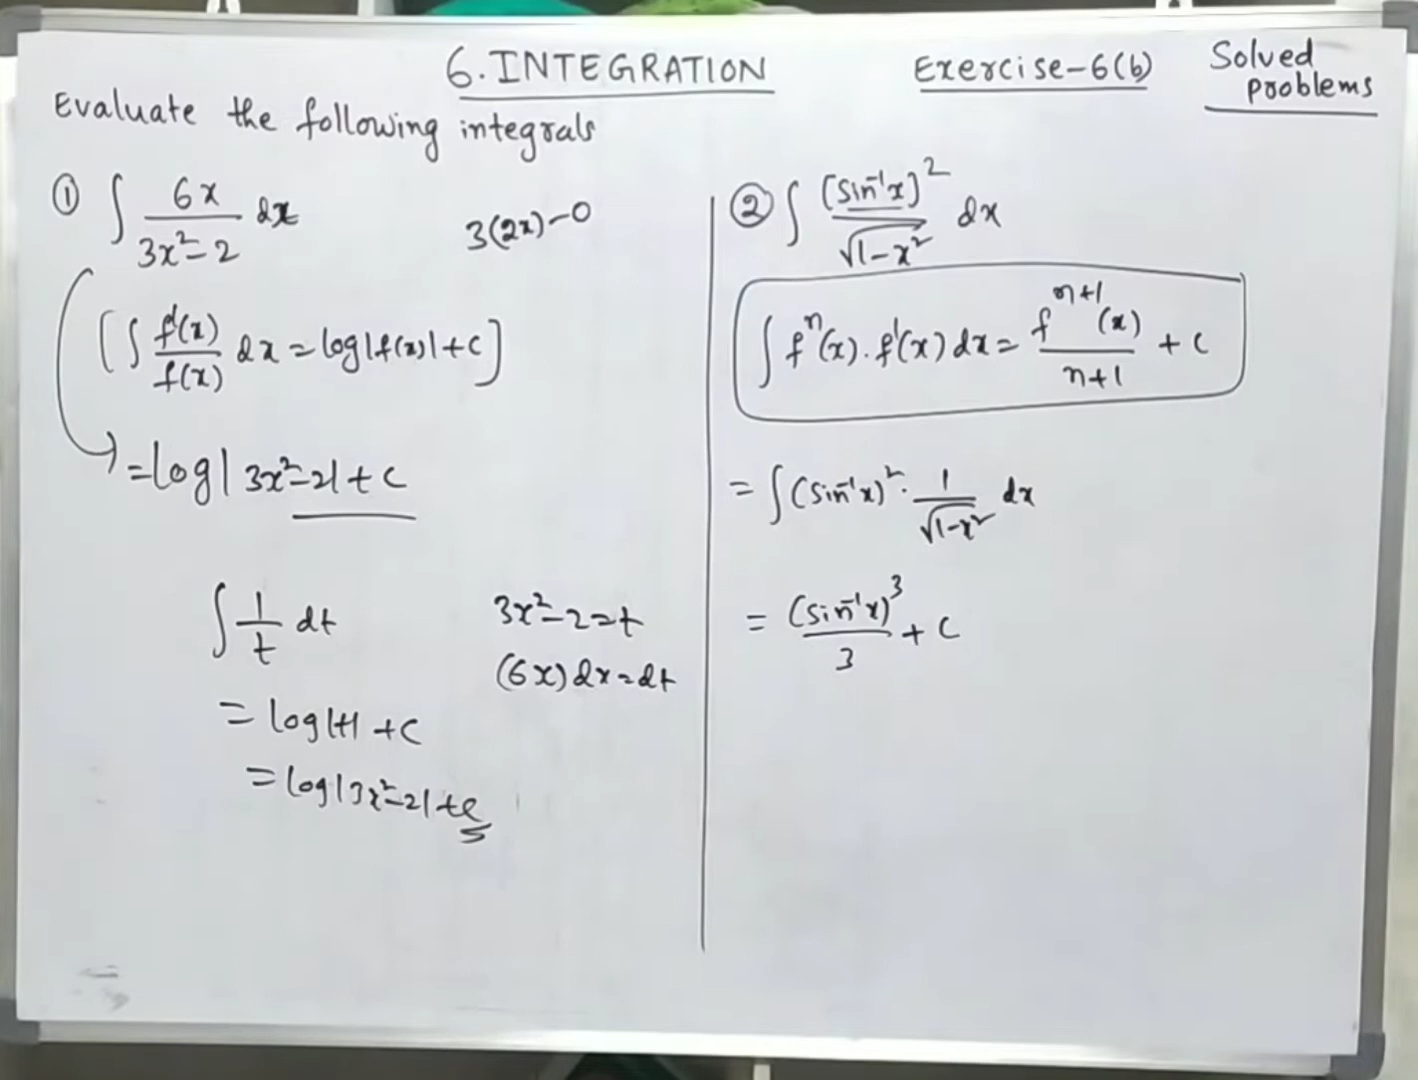 6. INTEGRATION
Exercise-6(b)
Solved problems
Evaluate the following integrals
① ∫ 6x / (3x²-2) dx
3(2x)-0
[∫ f'(x)/f(x) dx = log|f(x)|+c]
= log| 3x²-2|+c
∫ 1/t dt
3x²-2=t
(6x)dx=dt
= log|t|+c
= log|3x²-2|+c
② ∫ (Sin⁻¹x)² / √1-x² dx
∫ fⁿ(x).f'(x)dx = fⁿ⁺¹(x) / n+1 + c
= ∫(Sin⁻¹x)². 1/√1-x² dx
= (Sin⁻¹x)³ / 3 + c